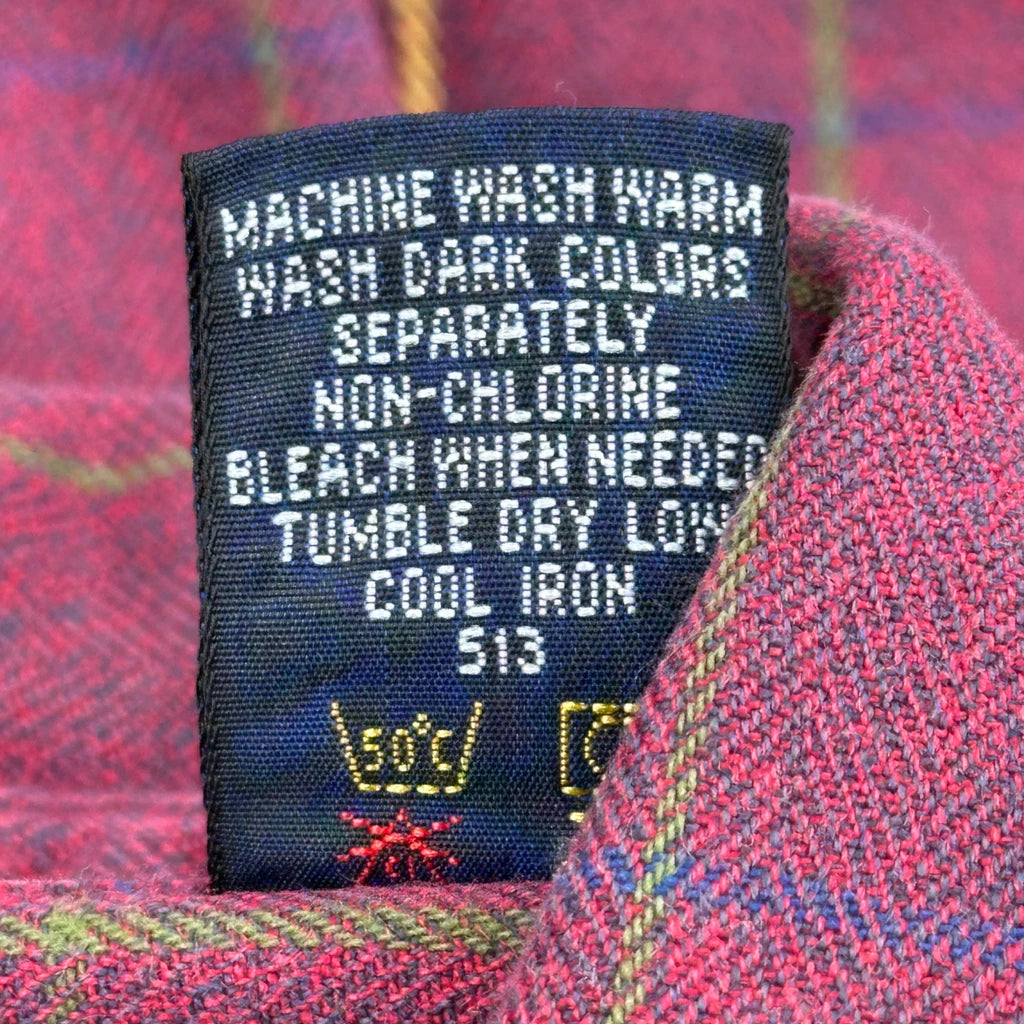 MACHINE WASH WARM
WASH DARK COLORS
SEPARATELY
NON-CHLORINE
BLEACH WHEN NEEDED
TUMBLE DRY LOW
COOL IRON
513
50°C